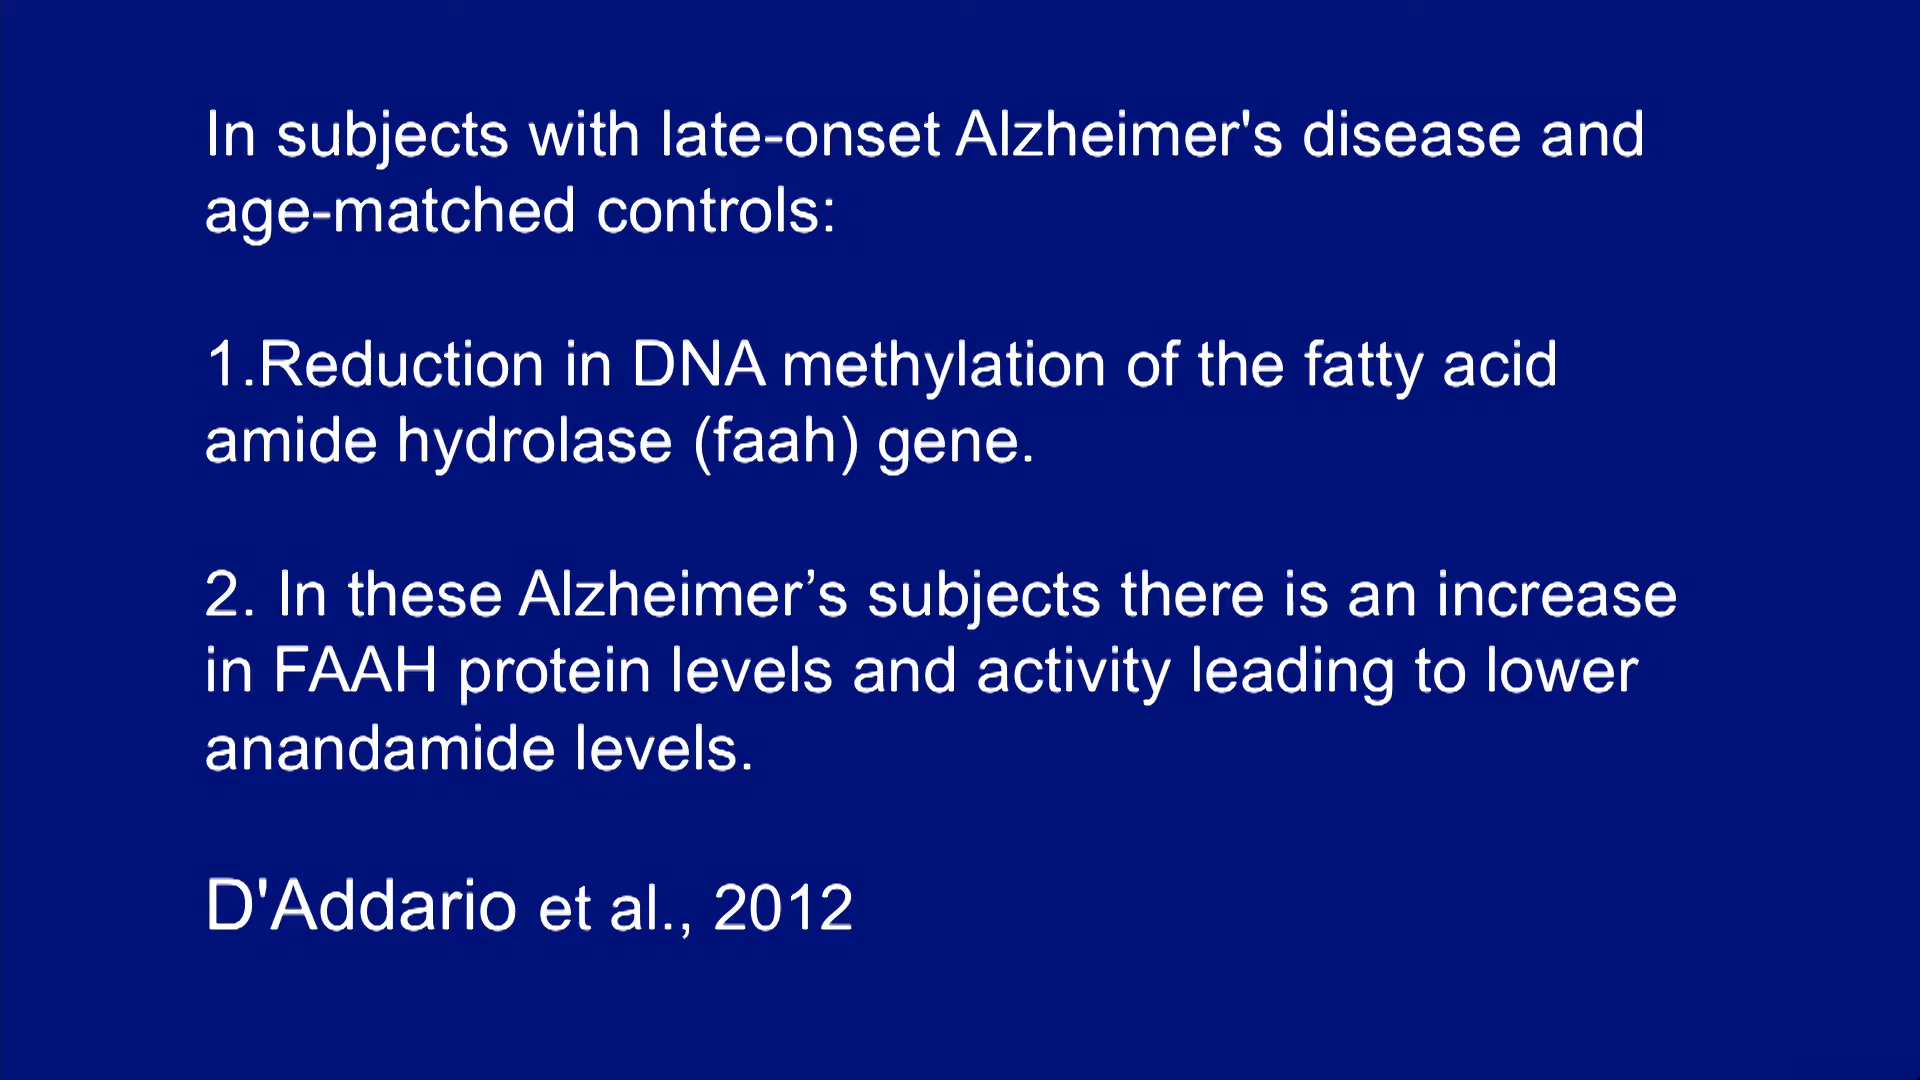 In subjects with late-onset Alzheimer's disease and
age-matched controls:
1.Reduction in DNA methylation of the fatty acid
amide hydrolase (faah) gene.
2. In these Alzheimer’s subjects there is an increase
in FAAH protein levels and activity leading to lower
anandamide levels.
D'Addario et al., 2012